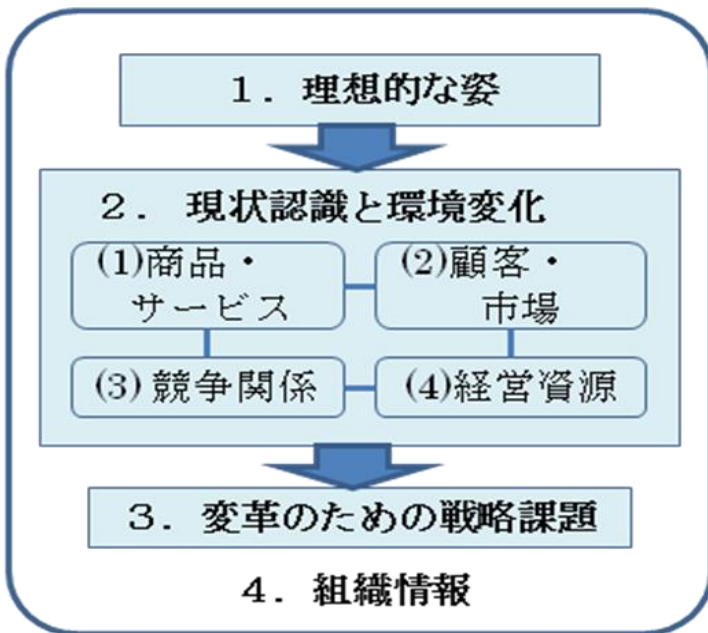 １．理想的な姿
２． 現状認識と環境変化
(1)商品・
サービス
(2)顧客・
市場
(3)競争関係
(4)経営資源
３．変革のための戦略課題
４．組織情報